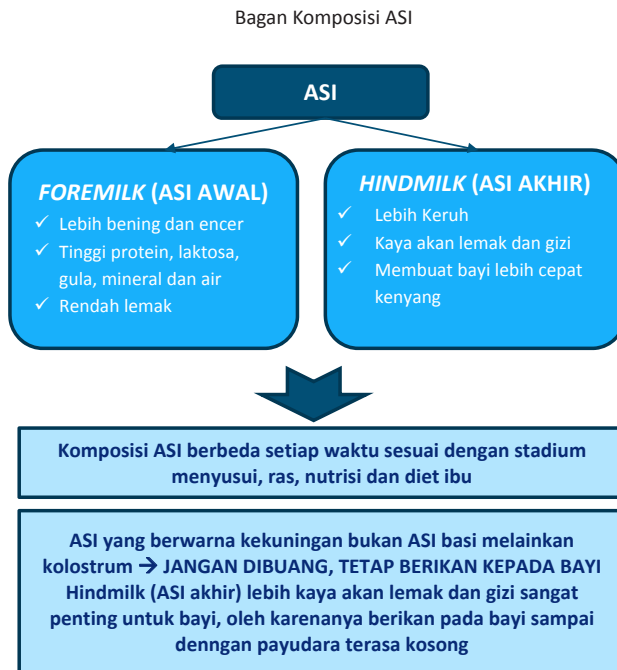 Bagan Komposisi ASI
ASI
FOREMILK (ASI AWAL)
✓ Lebih bening dan encer
✓ Tinggi protein, laktosa,
gula, mineral dan air
✓ Rendah lemak
HINDMILK (ASI AKHIR)
✓ Lebih Keruh
✓ Kaya akan lemak dan gizi
✓ Membuat bayi lebih cepat
kenyang
Komposisi ASI berbeda setiap waktu sesuai dengan stadium
menyusui, ras, nutrisi dan diet ibu
ASI yang berwarna kekuningan bukan ASI basi melainkan
kolostrum → JANGAN DIBUANG, TETAP BERIKAN KEPADA BAYI
Hindmilk (ASI akhir) lebih kaya akan lemak dan gizi sangat
penting untuk bayi, oleh karenanya berikan pada bayi sampai
denngan payudara terasa kosong